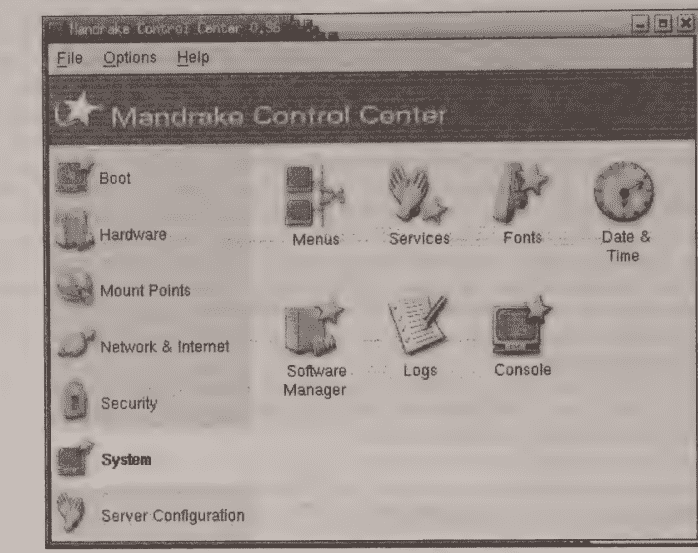 Mandrake Control Center 0.96
File Options Help
Mandrake Control Center
Boot
Hardware
Mount Points
Network & Internet
Security
System
Server Configuration
Menus
Services
Fonts
Date &
Time
Software
Manager
Logs
Console